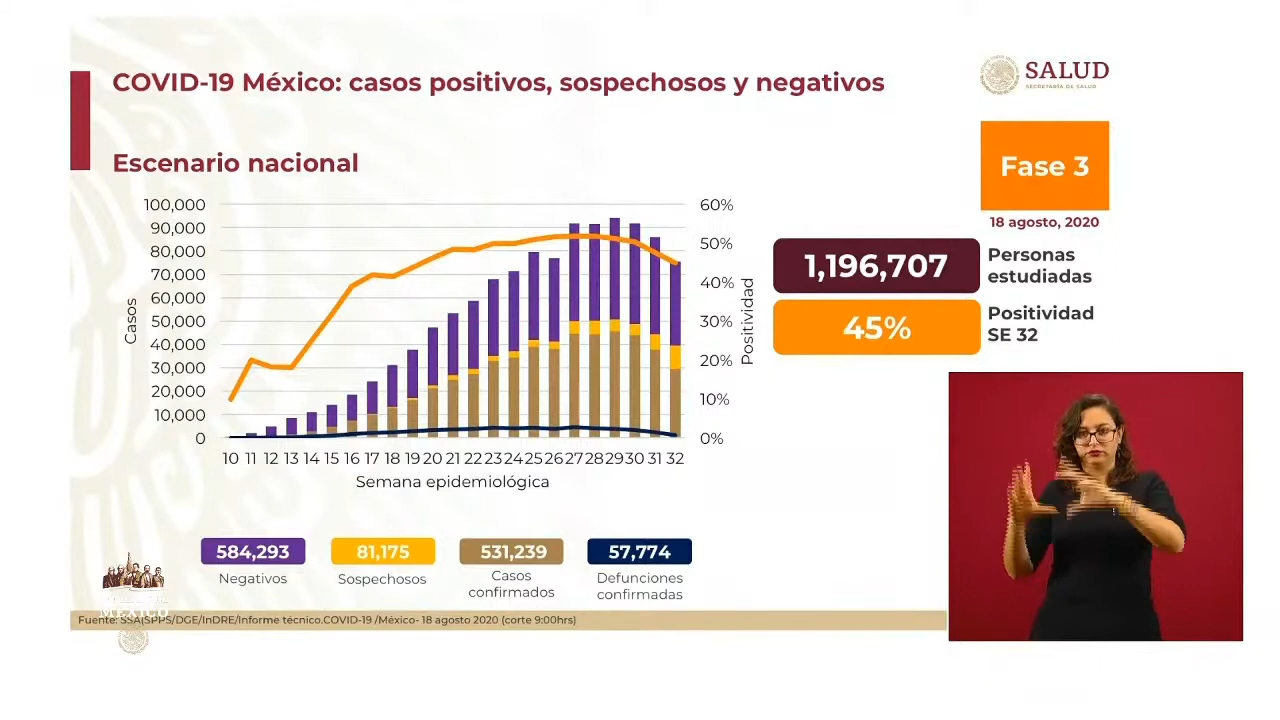 COVID-19 México: casos positivos, sospechosos y negativos
SALUD
SECRETARÍA DE SALUD
Escenario nacional
Fase 3
18 agosto, 2020
100,000
90,000
80,000
70,000
60,000
50,000
40,000
30,000
20,000
10,000
0
Casos
60%
50%
40%
30%
20%
10%
0%
Positividad
10 11 12 13 14 15 16 17 18 19 20 21 22 23 24 25 26 27 28 29 30 31 32
Semana epidemiológica
1,196,707
Personas
estudiadas
45%
Positividad
SE 32
584,293
Negativos
81,175
Sospechosos
531,239
Casos
confirmados
57,774
Defunciones
confirmadas
MÉXICO
Fuente: SSA|SPPS/DGE/InDRE/Informe técnico.COVID-19 /México- 18 agosto 2020 (corte 9:00hrs)